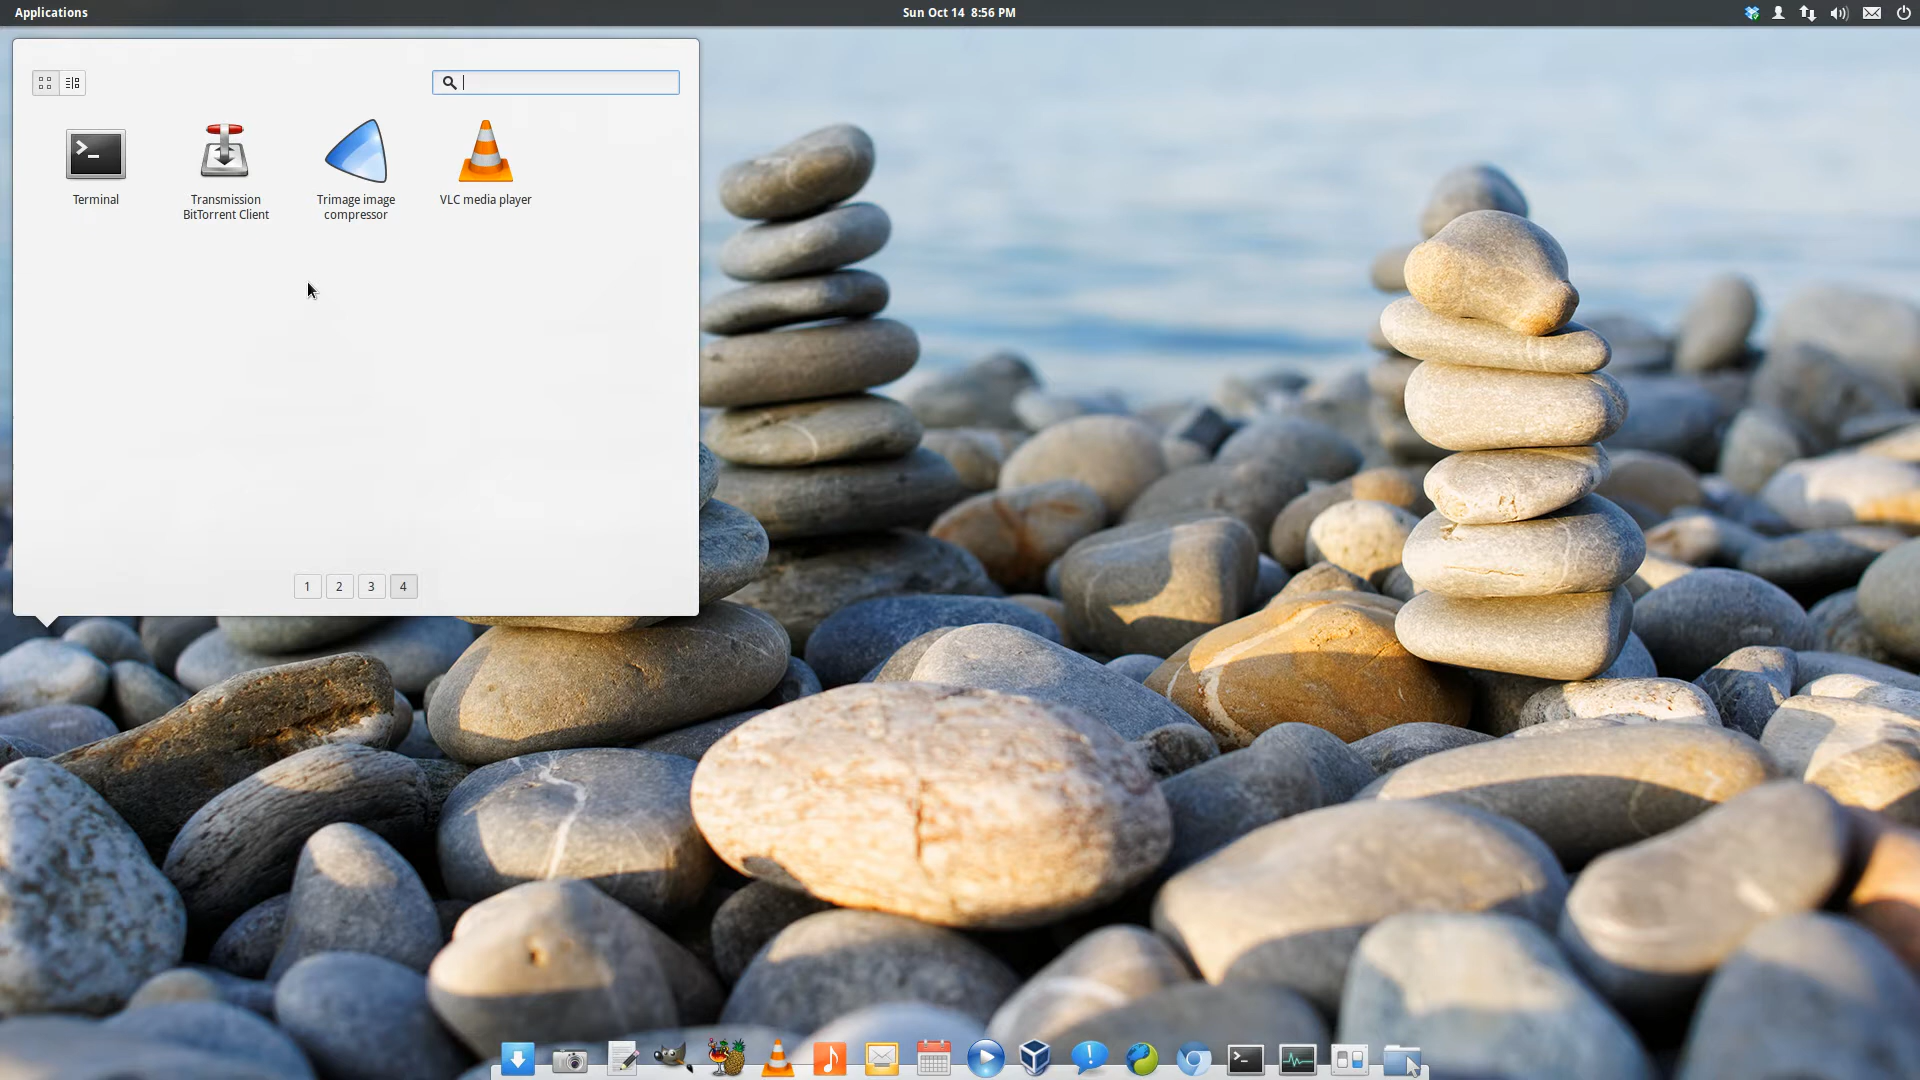 Applications
Sun Oct 14 8:56 PM
Terminal
Transmission
BitTorrent Client
Trimage image
compressor
VLC media player
1 2 3 4